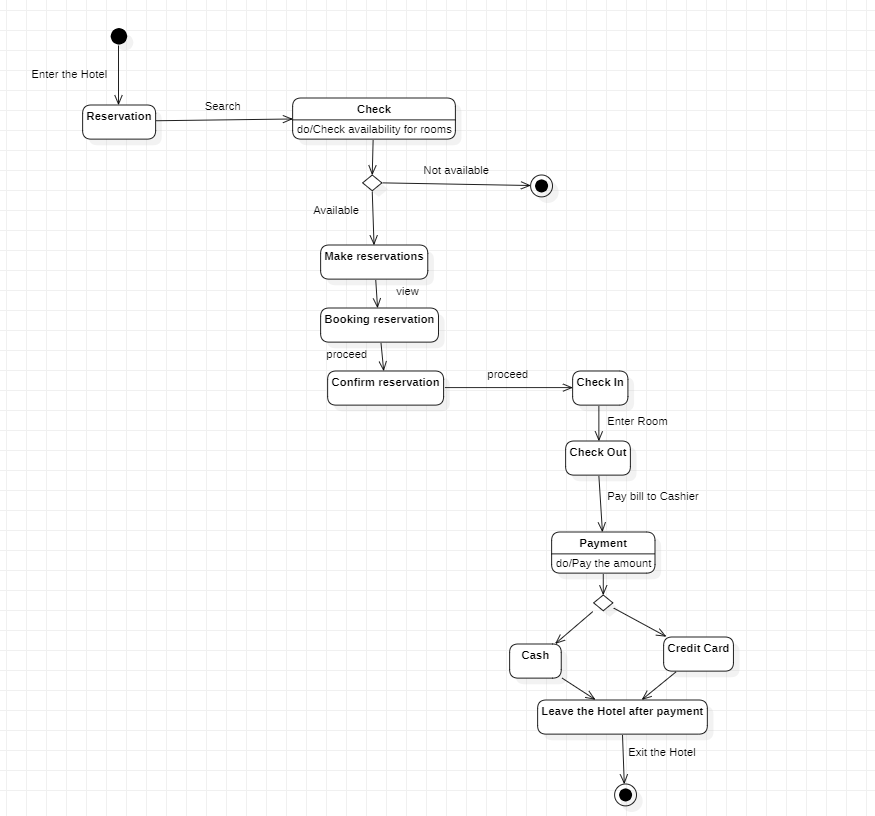 Enter the Hotel
Reservation
Search
Check
do/Check availability for rooms
Not available
Available
Make reservations
view
Booking reservation
proceed
Confirm reservation
proceed
Check In
Enter Room
Check Out
Pay bill to Cashier
Payment
do/Pay the amount
Cash
Credit Card
Leave the Hotel after payment
Exit the Hotel